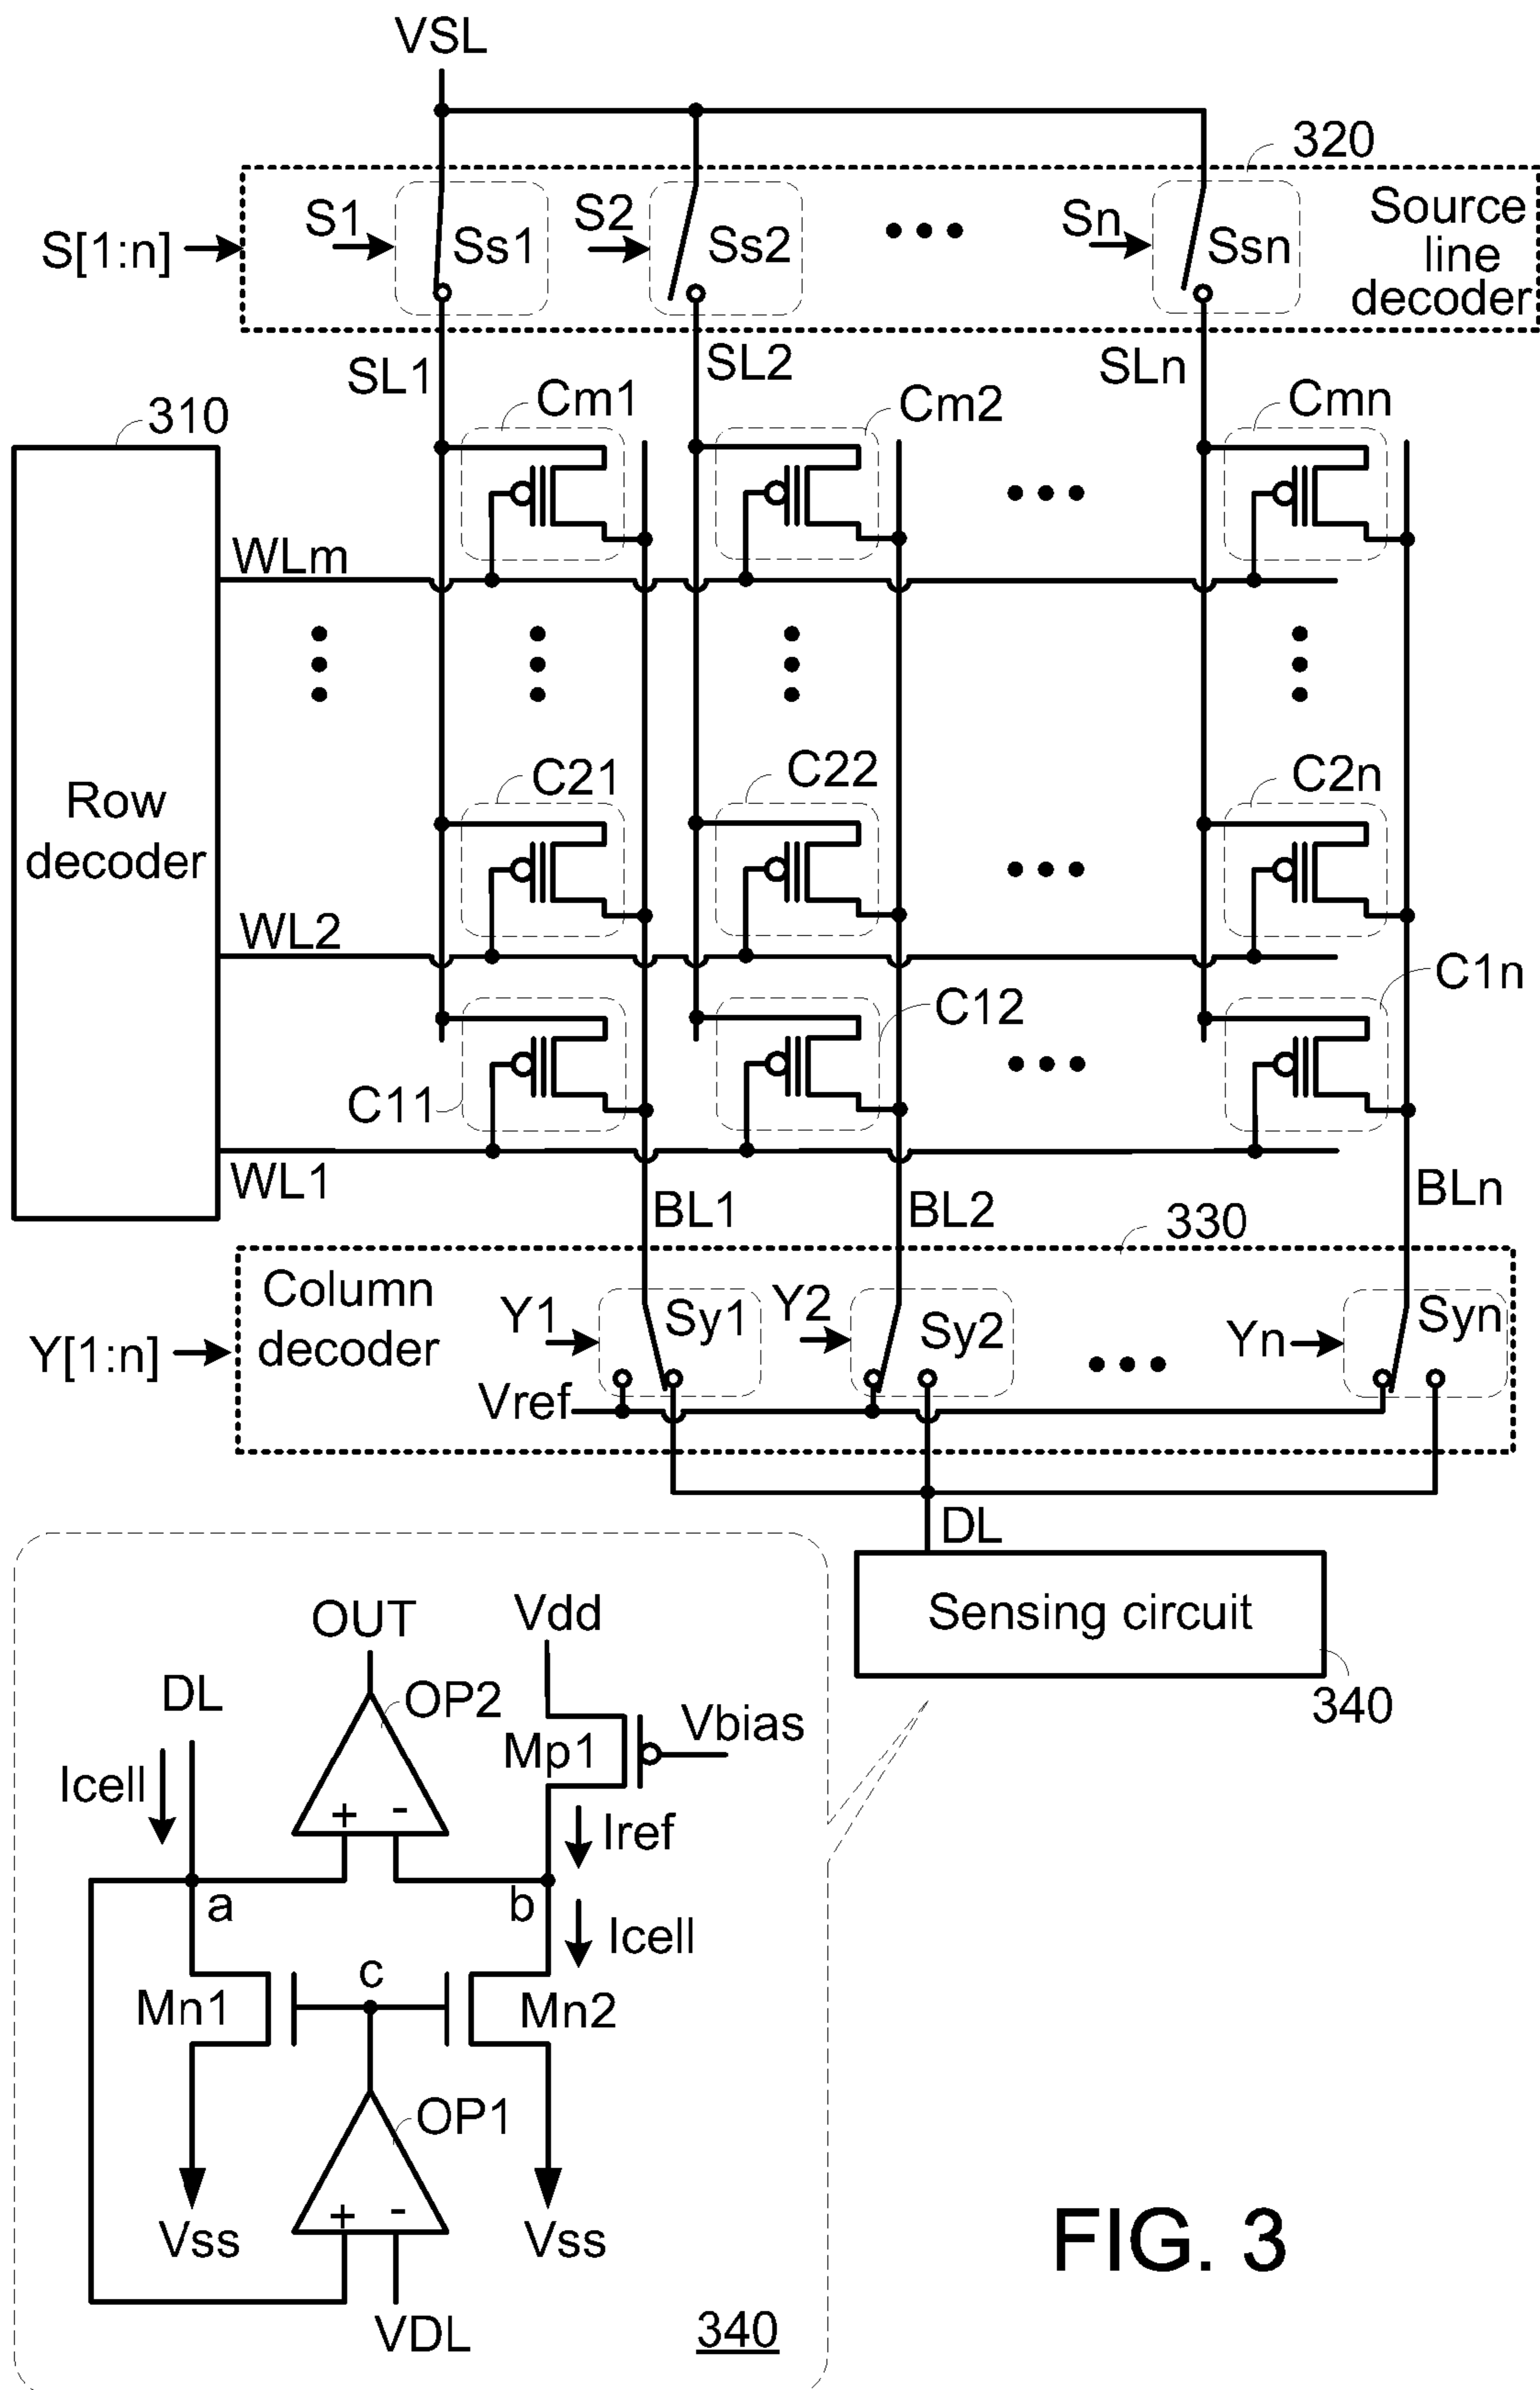 VSL
320
S[1:n]
S1
Ss1
S2
Ss2
Sn
Ssn
Source
line
decoder
SL1
SL2
SLn
310
Cm1
Cm2
Cmn
WLm
Row
decoder
C21
C22
C2n
WL2
C1n
C12
C11
WL1
BL1
BL2
BLn
330
Column
decoder
Y[1:n]
Y1
Sy1
Y2
Sy2
Yn
Syn
Vref
DL
Sensing circuit
340
OUT
Vdd
DL
OP2
Mp1
Vbias
Icell
+
-
Iref
a
b
Icell
c
Mn1
Mn2
OP1
Vss
+
-
Vss
VDL
340
FIG. 3